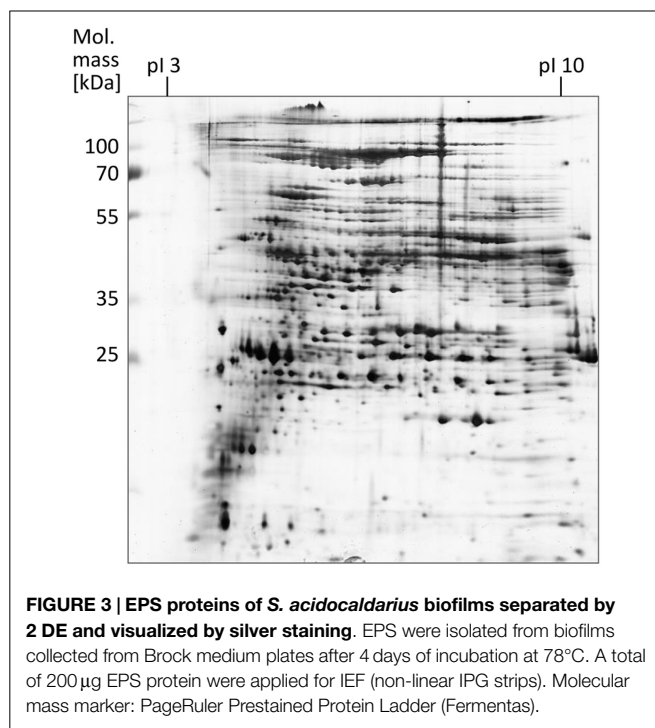 Mol.
mass
[kDa]
pI 3
pI 10
100
70
55
35
25
FIGURE 3 | EPS proteins of S. acidocaldarius biofilms separated by
2 DE and visualized by silver staining. EPS were isolated from biofilms
collected from Brock medium plates after 4 days of incubation at 78°C. A total
of 200 μg EPS protein were applied for IEF (non-linear IPG strips). Molecular
mass marker: PageRuler Prestained Protein Ladder (Fermentas).